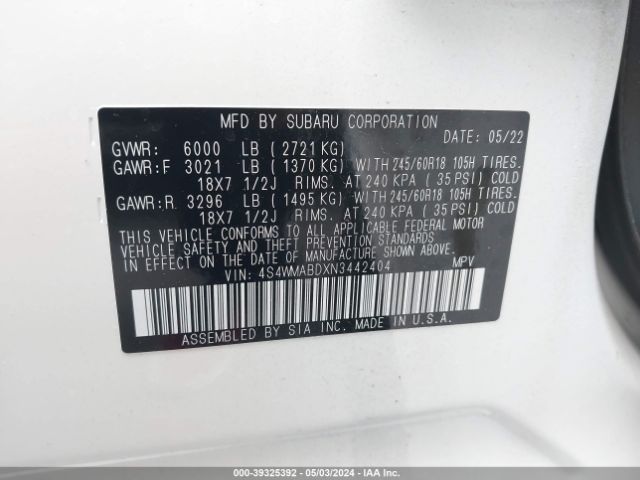 MFD BY SUBARU CORPORATION
DATE: 05/22
GVWR: 6000 LB (2721 KG)
GAWR:F 3021 LB (1370 KG) WITH 245/60R18 105H TIRES.
18X7 1/2J RIMS. AT 240 KPA (35 PSI) COLD
GAWR:R 3296 LB (1495 KG) WITH 245/60R18 105H TIRES.
18X7 1/2J RIMS. AT 240 KPA (35 PSI) COLD
THIS VEHICLE CONFORMS TO ALL APPLICABLE FEDERAL MOTOR
VEHICLE SAFETY AND THEFT PREVENTION STANDARDS
IN EFFECT ON THE DATE OF MANUFACTURE SHOWN ABOVE.
VIN: 4S4WMABDXN3442404 MPV
ASSEMBLED BY SIA INC. MADE IN U.S.A.
000-39325392 - 05/03/2024 - IAA Inc.